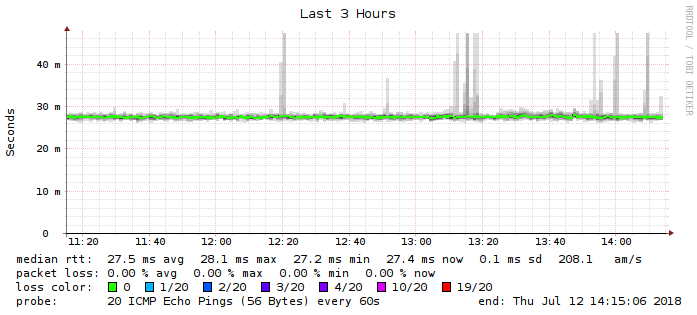 Last 3 Hours
RRDTOOL / TOBI OETIKER
Seconds
40 m
30 m
20 m
10 m
0
11:20 11:40 12:00 12:20 12:40 13:00 13:20 13:40 14:00
median rtt: 27.5 ms avg 28.1 ms max 27.2 ms min 27.4 ms now 0.1 ms sd 208.1 am/s
packet loss: 0.00 % avg 0.00 % max 0.00 % min 0.00 % now
loss color: 0 1/20 2/20 3/20 4/20 10/20 19/20
probe: 20 ICMP Echo Pings (56 Bytes) every 60s end: Thu Jul 12 14:15:06 2018